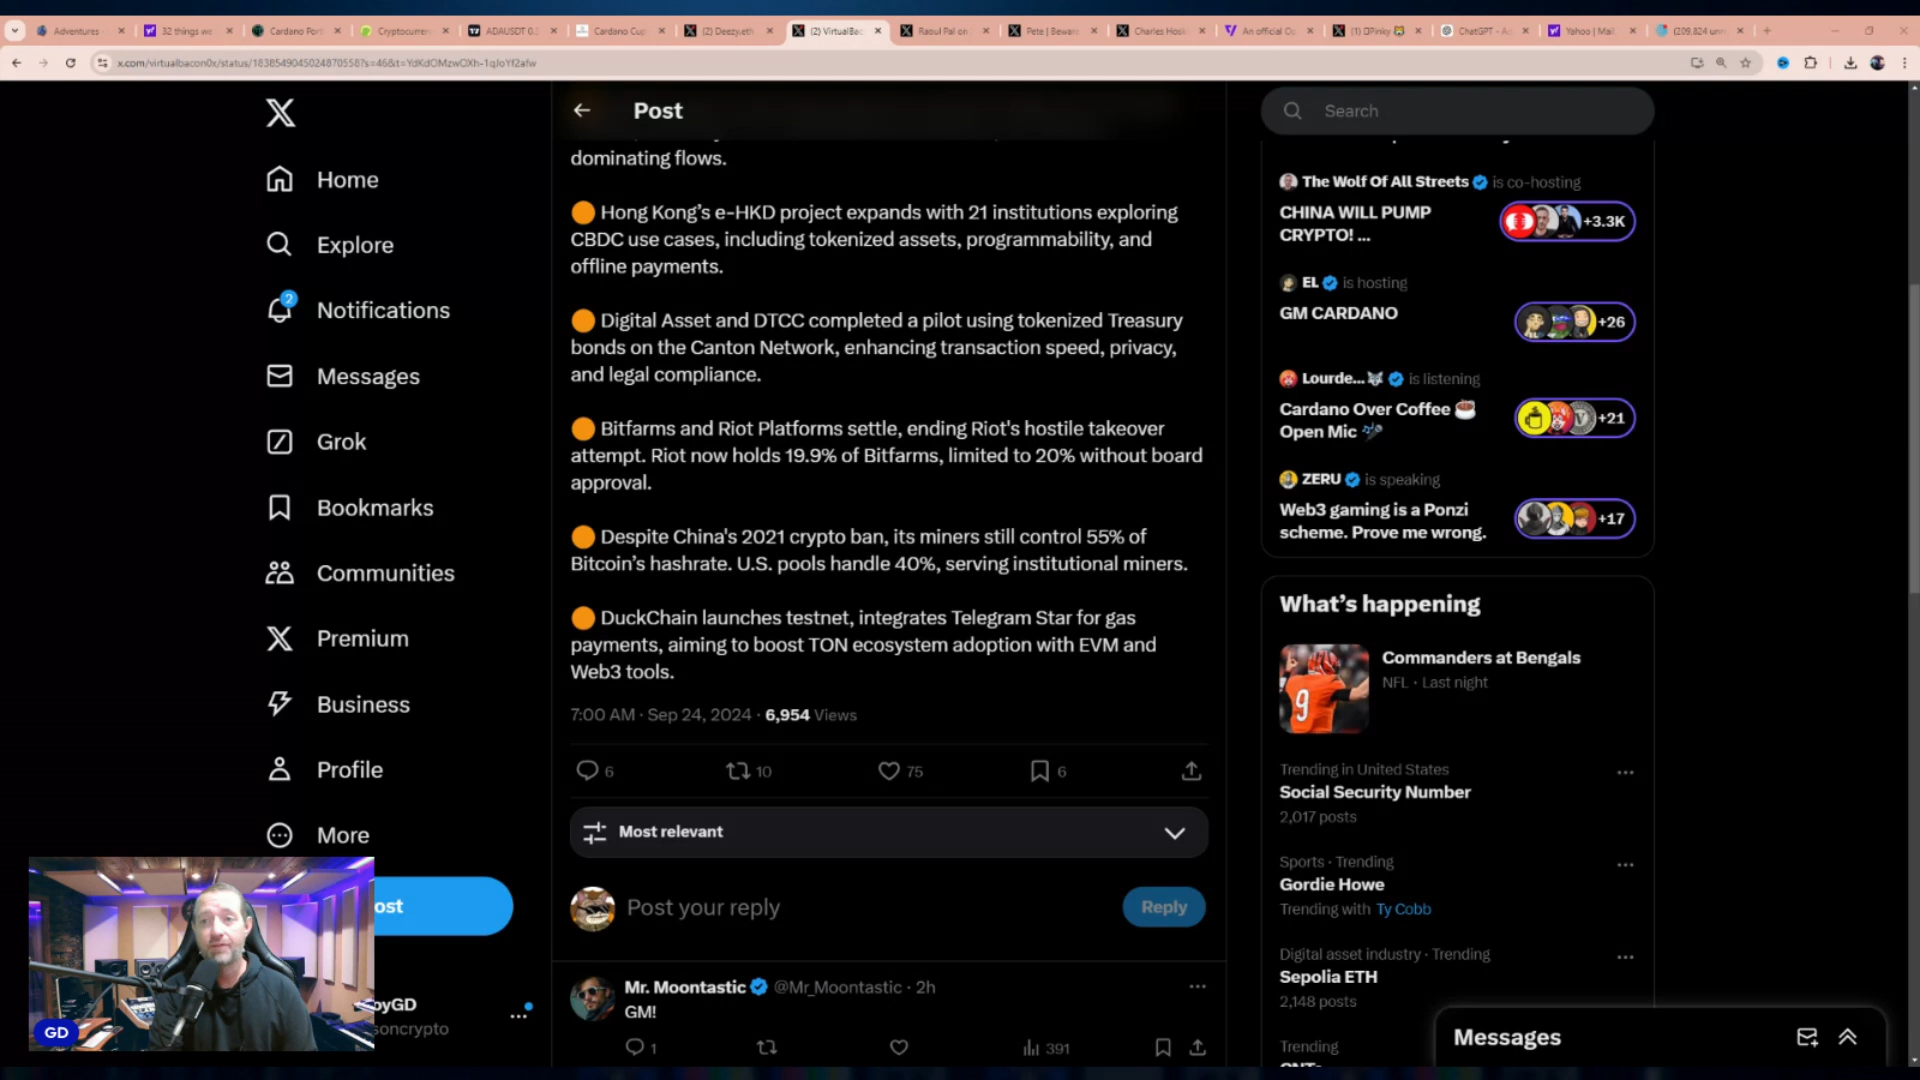 Adventures
32 things we
Cardano Port
Cryptocurren
ADAUSDT 0.3
Cardano Cup
(2) Deezy.eth
(2) VirtualBac
Raoul Pal on
Pete | Bewar
Charles Hosk
An official Op
ChatGPT - Ac
Yahoo | Mail
(209,824 unr
x.com/virtualbacon0x/status/1838549045024870558?s=46&t=YdKdOMzwOXh-1qJoYf2afw
Home
Explore
2
Notifications
Messages
Grok
Bookmarks
Communities
Premium
Business
Profile
More
ost
oyGD
soncrypto
GD
Post
dominating flows.
Hong Kong's e-HKD project expands with 21 institutions exploring
CBDC use cases, including tokenized assets, programmability, and
offline payments.
Digital Asset and DTCC completed a pilot using tokenized Treasury
bonds on the Canton Network, enhancing transaction speed, privacy,
and legal compliance.
Bitfarms and Riot Platforms settle, ending Riot's hostile takeover
attempt. Riot now holds 19.9% of Bitfarms, limited to 20% without board
approval.
Despite China's 2021 crypto ban, its miners still control 55% of
Bitcoin's hashrate. U.S. pools handle 40%, serving institutional miners.
DuckChain launches testnet, integrates Telegram Star for gas
payments, aiming to boost TON ecosystem adoption with EVM and
Web3 tools.
7:00 AM · Sep 24, 2024 · 6,954 Views
6
10
75
6
Most relevant
Post your reply
Reply
Mr. Moontastic @Mr_Moontastic · 2h
GM!
1
391
Search
The Wolf Of All Streets is co-hosting
CHINA WILL PUMP
CRYPTO! ...
+3.3K
EL is hosting
GM CARDANO
+26
Lourde... is listening
Cardano Over Coffee
Open Mic
+21
ZERU is speaking
Web3 gaming is a Ponzi
scheme. Prove me wrong.
+17
What's happening
Commanders at Bengals
NFL · Last night
Trending in United States
Social Security Number
2,017 posts
Sports · Trending
Gordie Howe
Trending with Ty Cobb
Digital asset industry · Trending
Sepolia ETH
2,148 posts
Trending
Messages